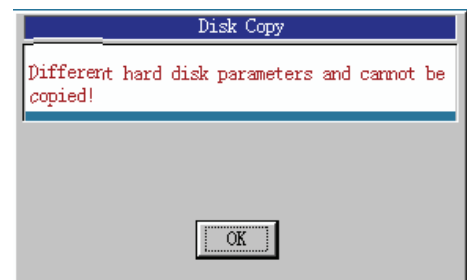 Disk Copy
Different hard disk parameters and cannot be
copied!
OK